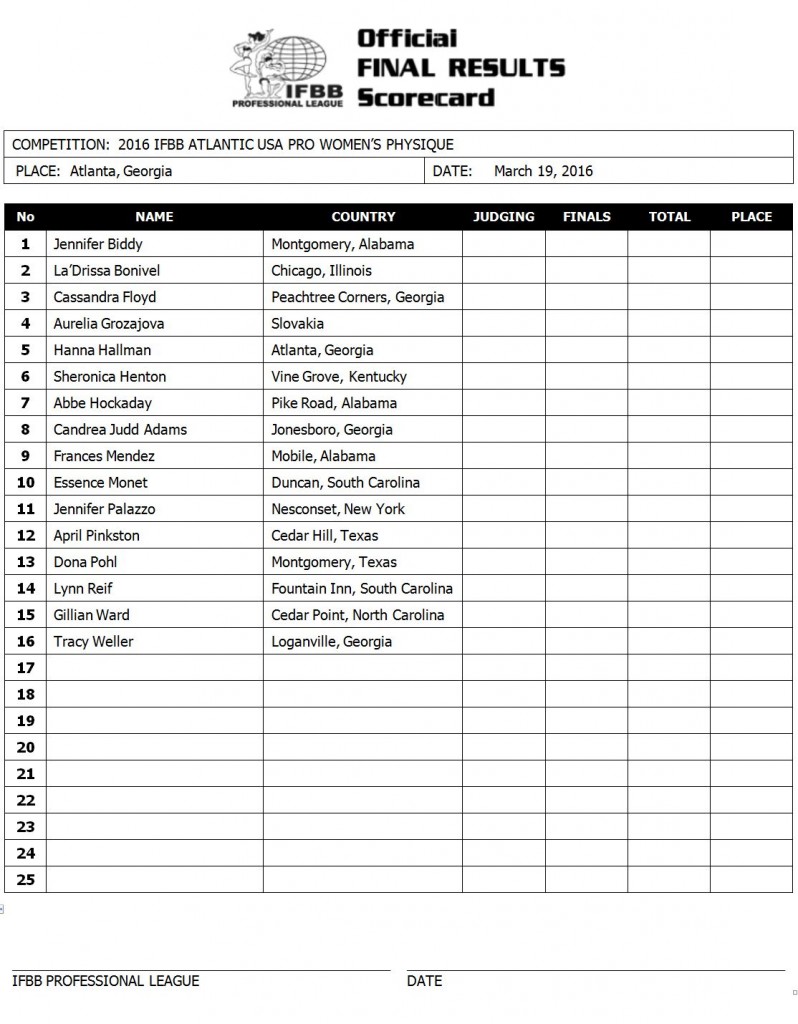 Official
FINAL RESULTS
Scorecard
IFBB
PROFESSIONAL LEAGUE
COMPETITION: 2016 IFBB ATLANTIC USA PRO WOMEN'S PHYSIQUE
PLACE: Atlanta, Georgia DATE: March 19, 2016
No NAME COUNTRY JUDGING FINALS TOTAL PLACE
1 Jennifer Biddy Montgomery, Alabama
2 La’Drissa Bonivel Chicago, Illinois
3 Cassandra Floyd Peachtree Corners, Georgia
4 Aurelia Grozajova Slovakia
5 Hanna Hallman Atlanta, Georgia
6 Sheronica Henton Vine Grove, Kentucky
7 Abbe Hockaday Pike Road, Alabama
8 Candrea Judd Adams Jonesboro, Georgia
9 Frances Mendez Mobile, Alabama
10 Essence Monet Duncan, South Carolina
11 Jennifer Palazzo Nesconset, New York
12 April Pinkston Cedar Hill, Texas
13 Dona Pohl Montgomery, Texas
14 Lynn Reif Fountain Inn, South Carolina
15 Gillian Ward Cedar Point, North Carolina
16 Tracy Weller Loganville, Georgia
17
18
19
20
21
22
23
24
25
IFBB PROFESSIONAL LEAGUE DATE